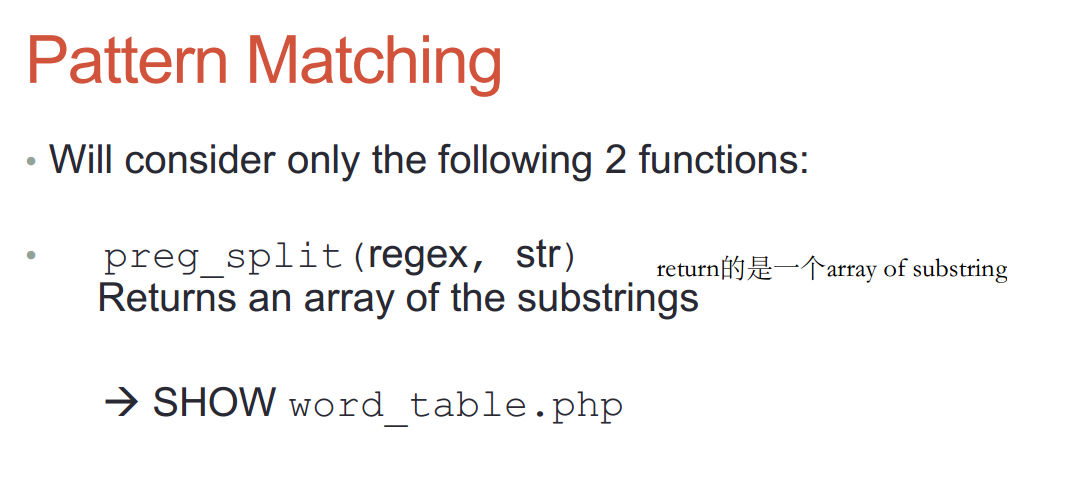 Pattern Matching
• Will consider only the following 2 functions:
• preg_split(regex, str)
return的是一个array of substring
Returns an array of the substrings
→ SHOW word_table.php